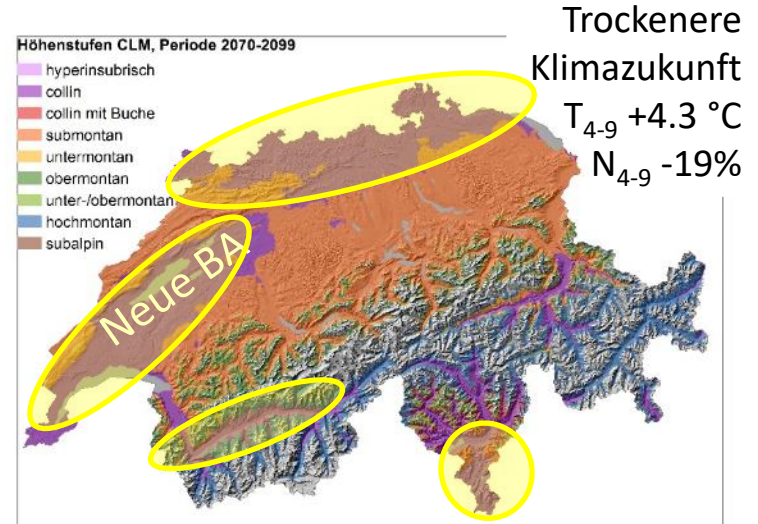 Trockenere
Klimazukunft
T4-9 +4.3 °C
N4-9 -19%
Höhenstufen CLM, Periode 2070-2099
hyperinsubrisch
collin
collin mit Buche
submontan
untermontan
obermontan
unter-/obermontan
hochmontan
subalpin
Neue BA